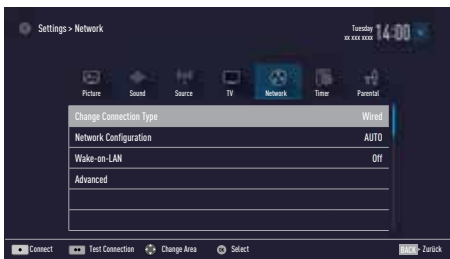 Settings > Network
Tuesday
xx xxx xxxx
14:00
Picture Sound Source TV Network Timer Parental
Change Connection Type Wired
Network Configuration AUTO
Wake-on-LAN Off
Advanced
Connect Test Connection Change Area OK Select BACK Zurück